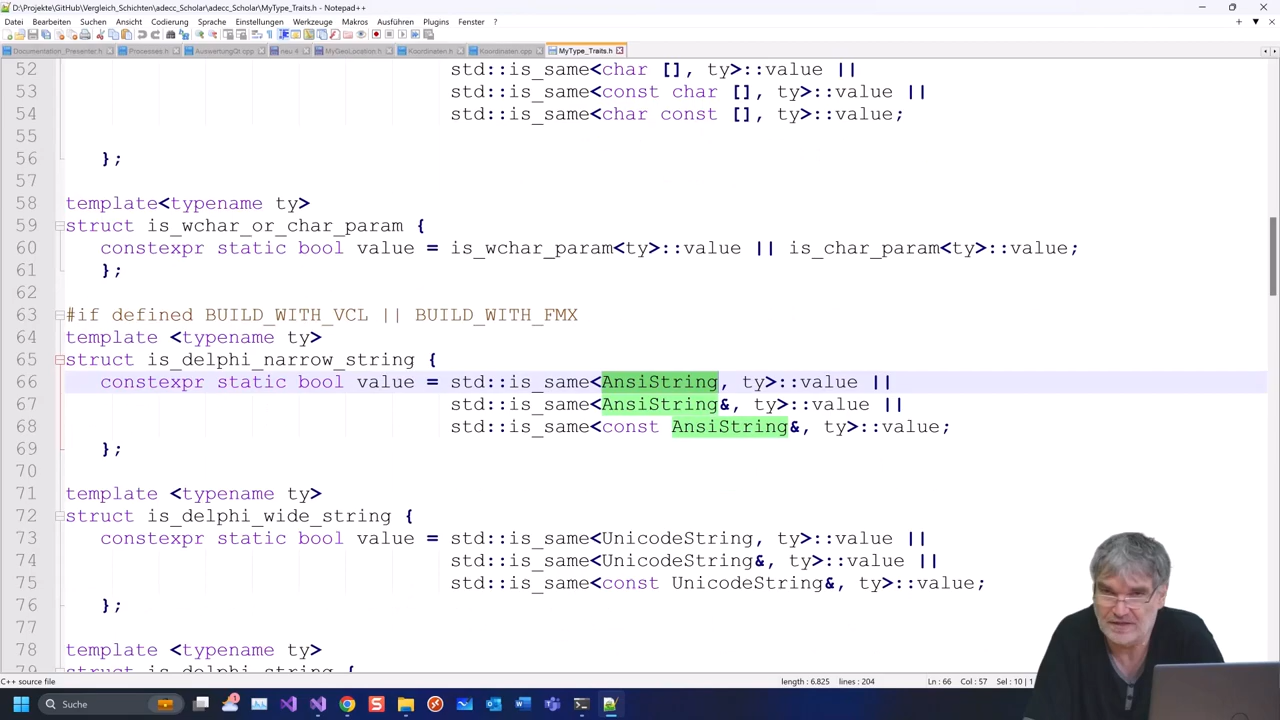 D:\Projekte\GitHub\Vergleich_Schichten\adecc_Scholar\adecc_Scholar\MyType_Traits.h - Notepad++
Datei Bearbeiten Suchen Ansicht Codierung Sprache Einstellungen Werkzeuge Makros Ausführen Plugins Fenster ?
Documentation_Presenter.h Processes.h AuswartungQt.cpp neu 4 MyGeoLocation.h Koordinaten.h Koordinaten.cpp MyType_Traits.h
52 std::is_same<char [], ty>::value ||
53 std::is_same<const char [], ty>::value ||
54 std::is_same<char const [], ty>::value;
55
56 };
57
58 template<typename ty>
59 struct is_wchar_or_char_param {
60 constexpr static bool value = is_wchar_param<ty>::value || is_char_param<ty>::value;
61 };
62
63 #if defined BUILD_WITH_VCL || BUILD_WITH_FMX
64 template <typename ty>
65 struct is_delphi_narrow_string {
66 constexpr static bool value = std::is_same<AnsiString, ty>::value ||
67 std::is_same<AnsiString&, ty>::value ||
68 std::is_same<const AnsiString&, ty>::value;
69 };
70
71 template <typename ty>
72 struct is_delphi_wide_string {
73 constexpr static bool value = std::is_same<UnicodeString, ty>::value ||
74 std::is_same<UnicodeString&, ty>::value ||
75 std::is_same<const UnicodeString&, ty>::value;
76 };
77
78 template <typename ty>
79 struct is_delphi_string {
C++ source file length : 6.825 lines : 204 Ln : 66 Col : 57 Sel : 10 | 1
Suche